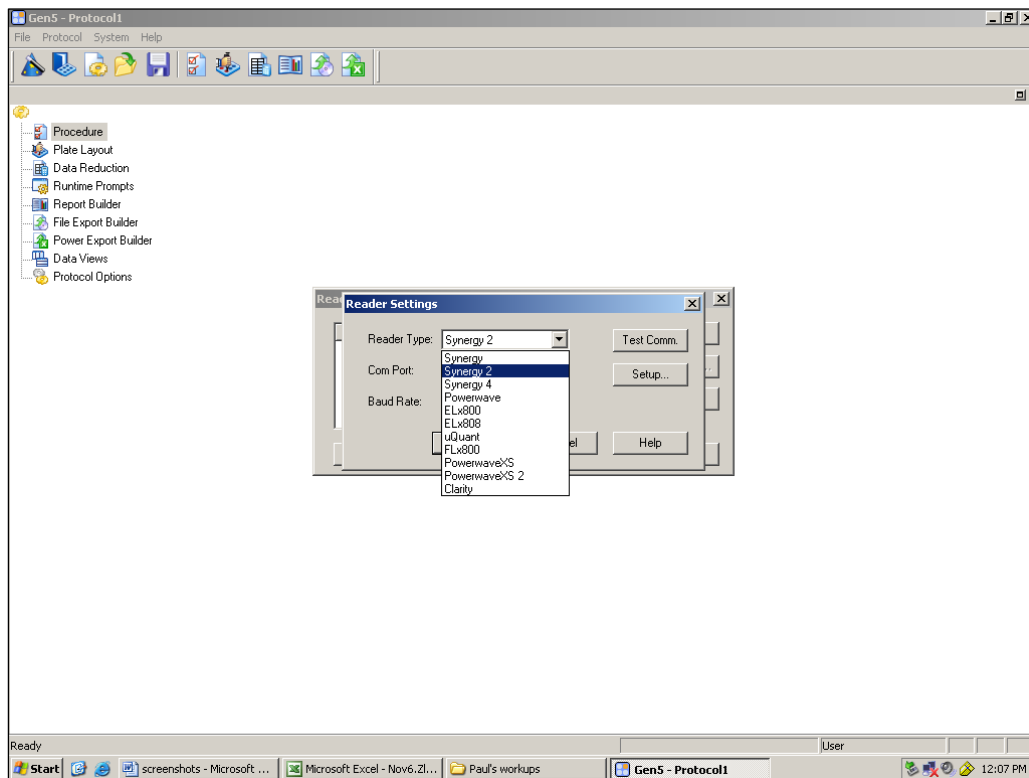 Gen5 - Protocol1
File Protocol System Help
Procedure
Plate Layout
Data Reduction
Runtime Prompts
Report Builder
File Export Builder
Power Export Builder
Data Views
Protocol Options
Reader Settings
Reader Type: Synergy 2 Test Comm.
Synergy
Com Port: Synergy 2 Setup...
Synergy 4
Powerwave
Baud Rate: ELx800
ELx808
uQuant
FLx800 Help
PowerwaveXS
PowerwaveXS 2
Clarity
Ready User
Start screenshots - Microsoft ... Microsoft Excel - Nov6.Zl... Paul's workups Gen5 - Protocol1 12:07 PM